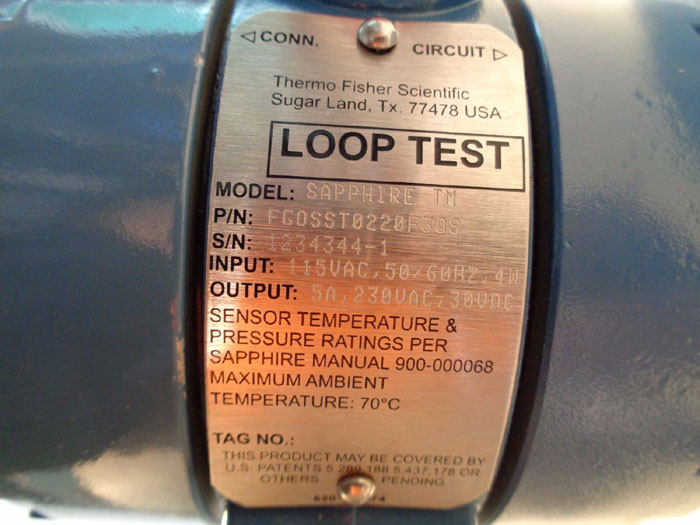 ◁ CONN.
CIRCUIT ▷
Thermo Fisher Scientific
Sugar Land, Tx. 77478 USA
LOOP TEST
MODEL: SAPPHIRE TM
P/N:
S/N: 1234344-1
INPUT: 115VAC,50/60HZ,4W
OUTPUT: 5A,230VAC,30VDC
SENSOR TEMPERATURE &
PRESSURE RATINGS PER
SAPPHIRE MANUAL 900-000068
MAXIMUM AMBIENT
TEMPERATURE: 70°C
TAG NO.:
THIS PRODUCT MAY BE COVERED BY
U.S. PATENTS 5,280,188 5,437,178 OR
OTHERS PENDING